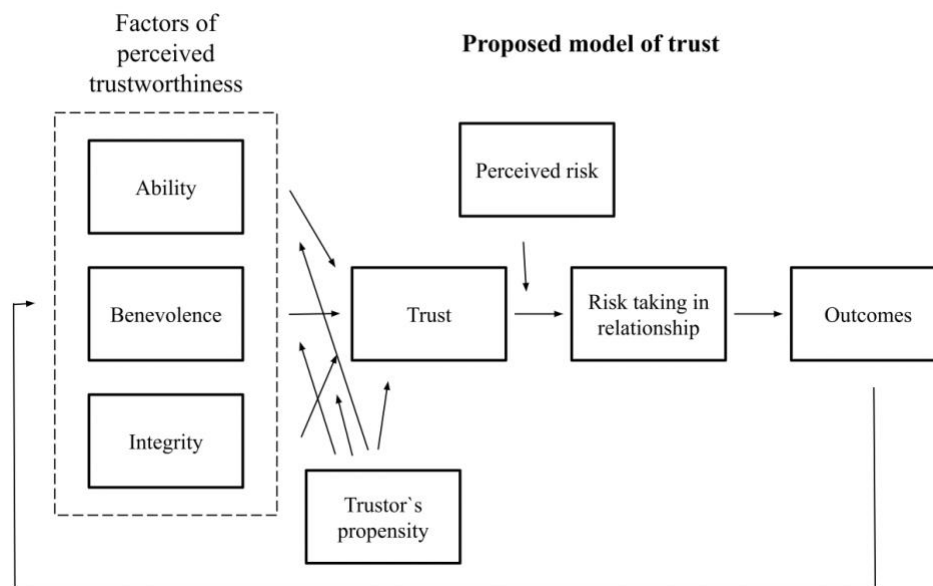 Factors of
perceived
trustworthiness
Proposed model of trust
Ability
Benevolence
Integrity
Perceived risk
Trust
Risk taking in
relationship
Outcomes
Trustor`s
propensity